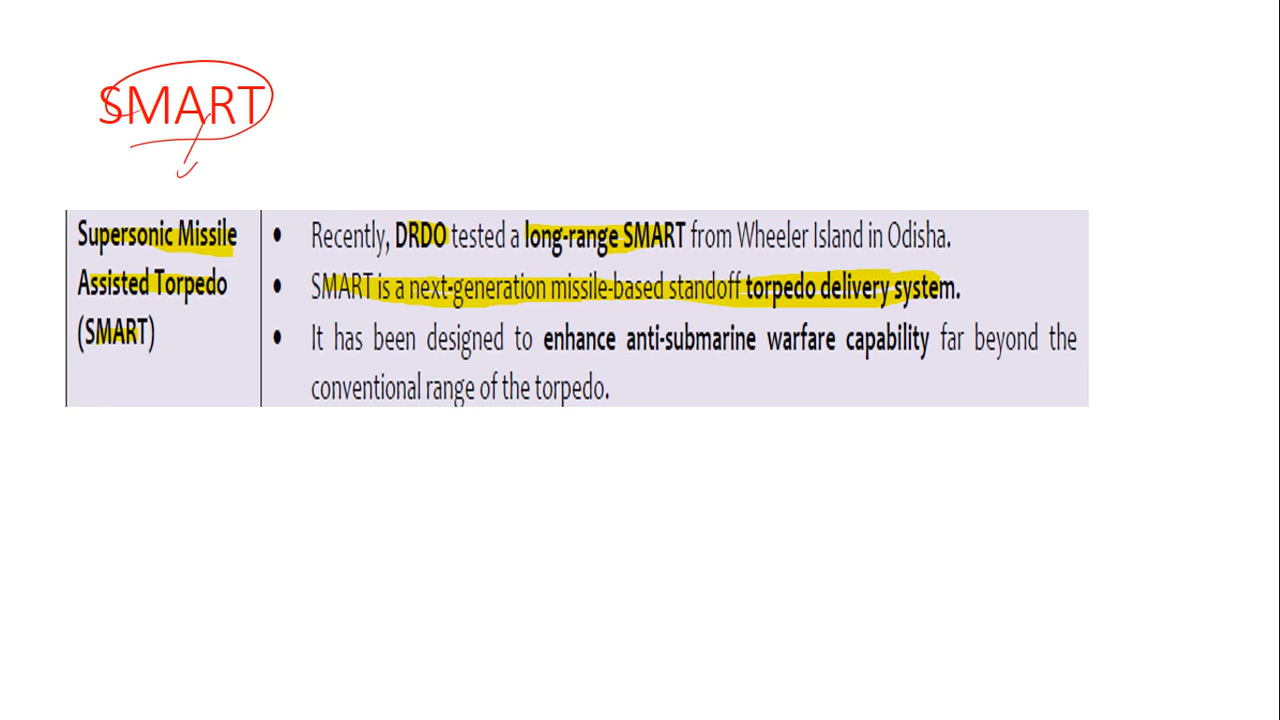 SMART
Supersonic Missile
Assisted Torpedo
(SMART)
• Recently, DRDO tested a long-range SMART from Wheeler Island in Odisha.
• SMART is a next-generation missile-based standoff torpedo delivery system.
• It has been designed to enhance anti-submarine warfare capability far beyond the
conventional range of the torpedo.